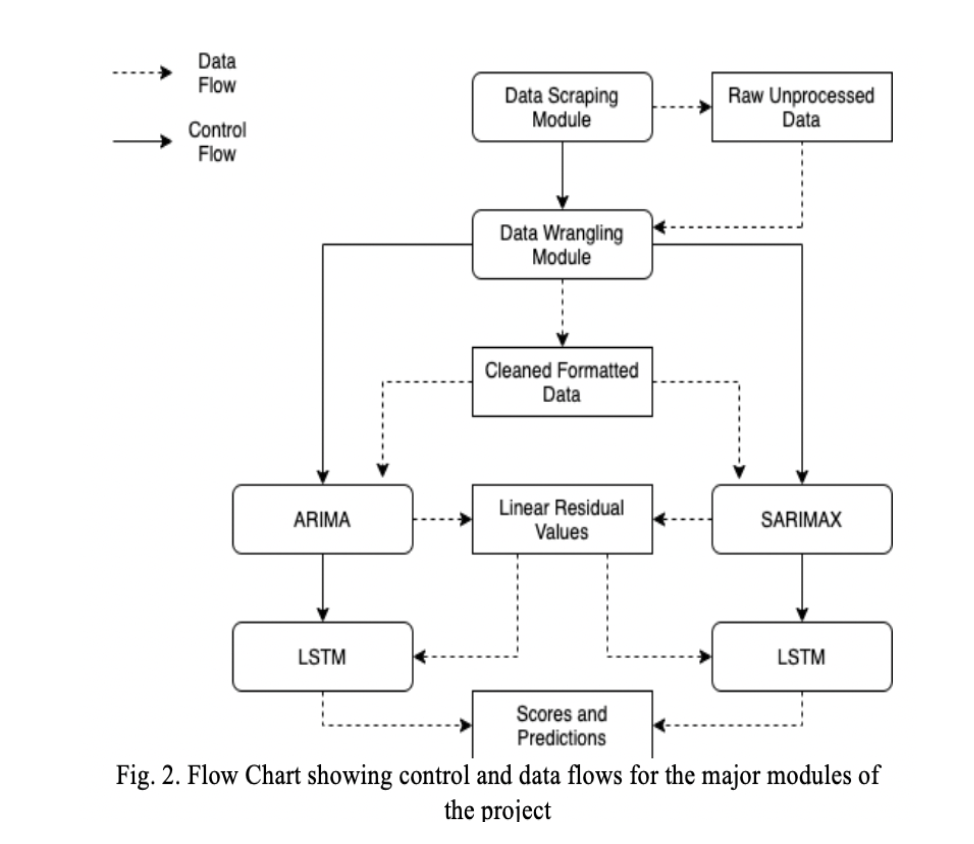 Data
Flow
Control
Flow
Data Scraping
Module
Raw Unprocessed
Data
Data Wrangling
Module
Cleaned Formatted
Data
ARIMA
Linear Residual
Values
SARIMAX
LSTM
LSTM
Scores and
Predictions
Fig. 2. Flow Chart showing control and data flows for the major modules of
the project